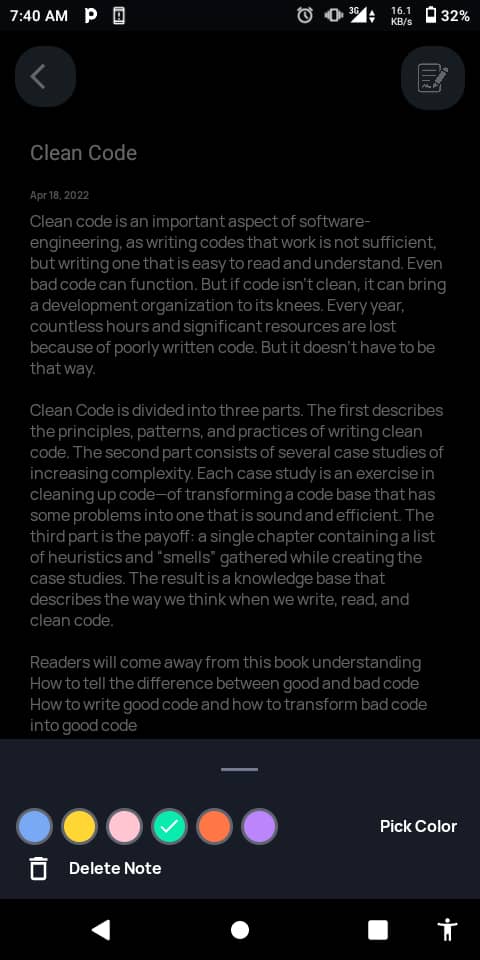 7:40 AM
3G
16.1
KB/s
32%
Clean Code
Apr 18, 2022
Clean code is an important aspect of software-
engineering, as writing codes that work is not sufficient,
but writing one that is easy to read and understand. Even
bad code can function. But if code isn't clean, it can bring
a development organization to its knees. Every year,
countless hours and significant resources are lost
because of poorly written code. But it doesn't have to be
that way.
Clean Code is divided into three parts. The first describes
the principles, patterns, and practices of writing clean
code. The second part consists of several case studies of
increasing complexity. Each case study is an exercise in
cleaning up code—of transforming a code base that has
some problems into one that is sound and efficient. The
third part is the payoff: a single chapter containing a list
of heuristics and “smells” gathered while creating the
case studies. The result is a knowledge base that
describes the way we think when we write, read, and
clean code.
Readers will come away from this book understanding
How to tell the difference between good and bad code
How to write good code and how to transform bad code
into good code
Pick Color
Delete Note